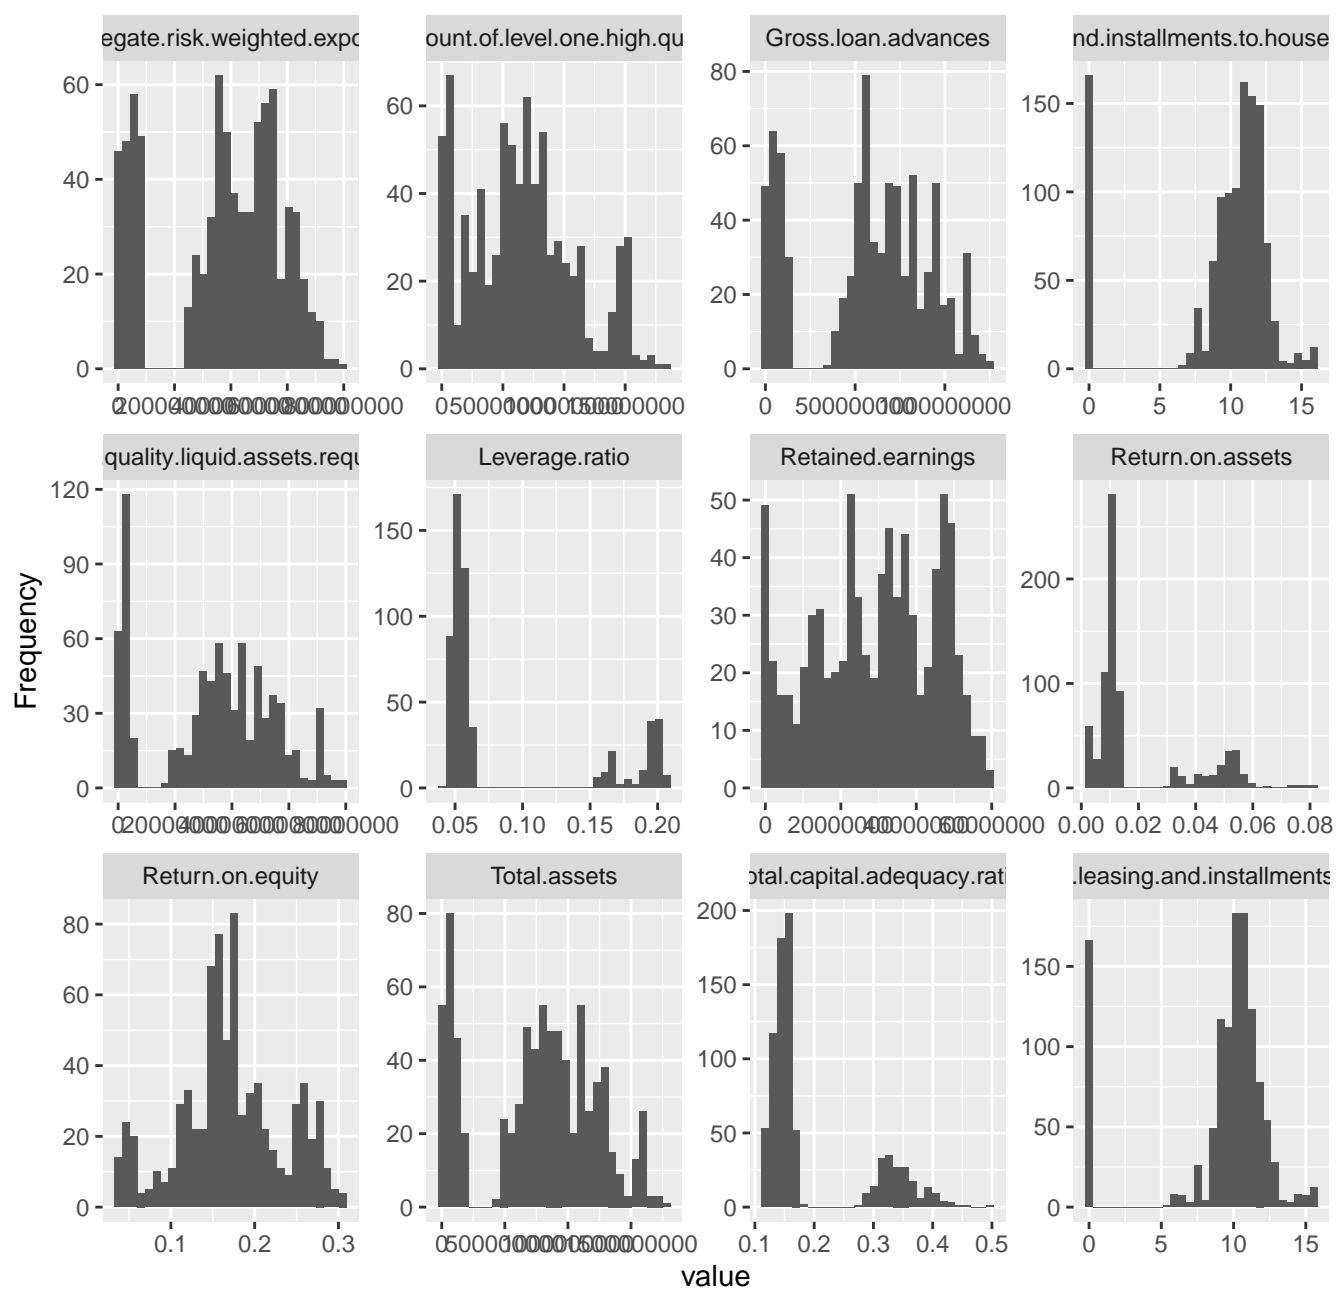 egate.risk.weighted.expo
ount.of.level.one.high.qu
Gross.loan.advances
nd.installments.to.house
60
40
20
0
60
40
20
0
80
60
40
20
0
150
100
50
0
0
0
0 5 10 15
.quality.liquid.assets.requ
Leverage.ratio
Retained.earnings
Return.on.assets
120
90
60
30
0
150
100
50
0
50
40
30
20
10
0
200
100
0
0.05 0.10 0.15 0.20
0
0.00 0.02 0.04 0.06 0.08
Return.on.equity
Total.assets
otal.capital.adequacy.rati
.leasing.and.installments
80
60
40
20
0
80
60
40
20
0
200
150
100
50
0
150
100
50
0
0.1 0.2 0.3
0.1 0.2 0.3 0.4 0.5
0 5 10 15
Frequency
value